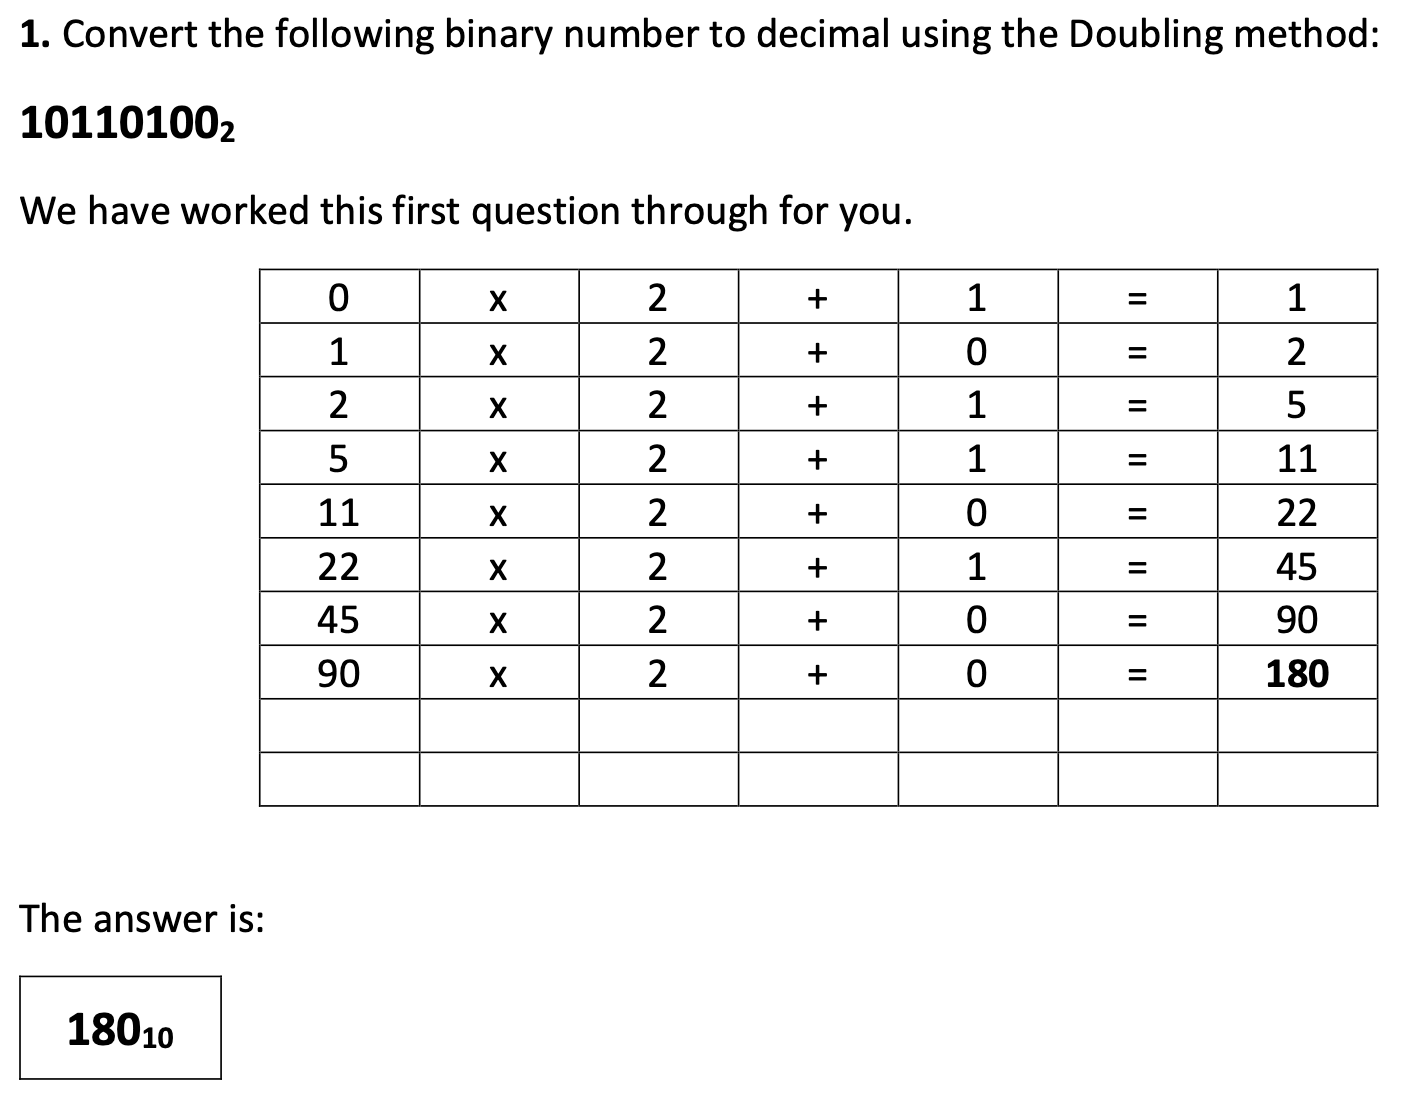 1. Convert the following binary number to decimal using the Doubling method:
10110100₂
We have worked this first question through for you.
0 x 2 + 1 = 1
1 x 2 + 0 = 2
2 x 2 + 1 = 5
5 x 2 + 1 = 11
11 x 2 + 0 = 22
22 x 2 + 1 = 45
45 x 2 + 0 = 90
90 x 2 + 0 = 180
The answer is:
180₁₀